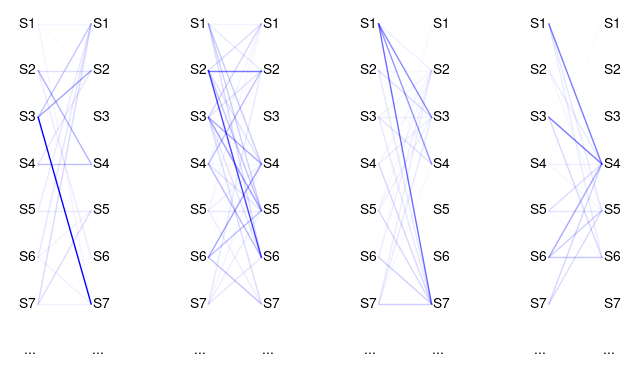 S1 S1 S1 S1 S1 S1 S1 S1
S2 S2 S2 S2 S2 S2 S2 S2
S3 S3 S3 S3 S3 S3 S3 S3
S4 S4 S4 S4 S4 S4 S4 S4
S5 S5 S5 S5 S5 S5 S5 S5
S6 S6 S6 S6 S6 S6 S6 S6
S7 S7 S7 S7 S7 S7 S7 S7
... ... ... ... ... ... ... ...